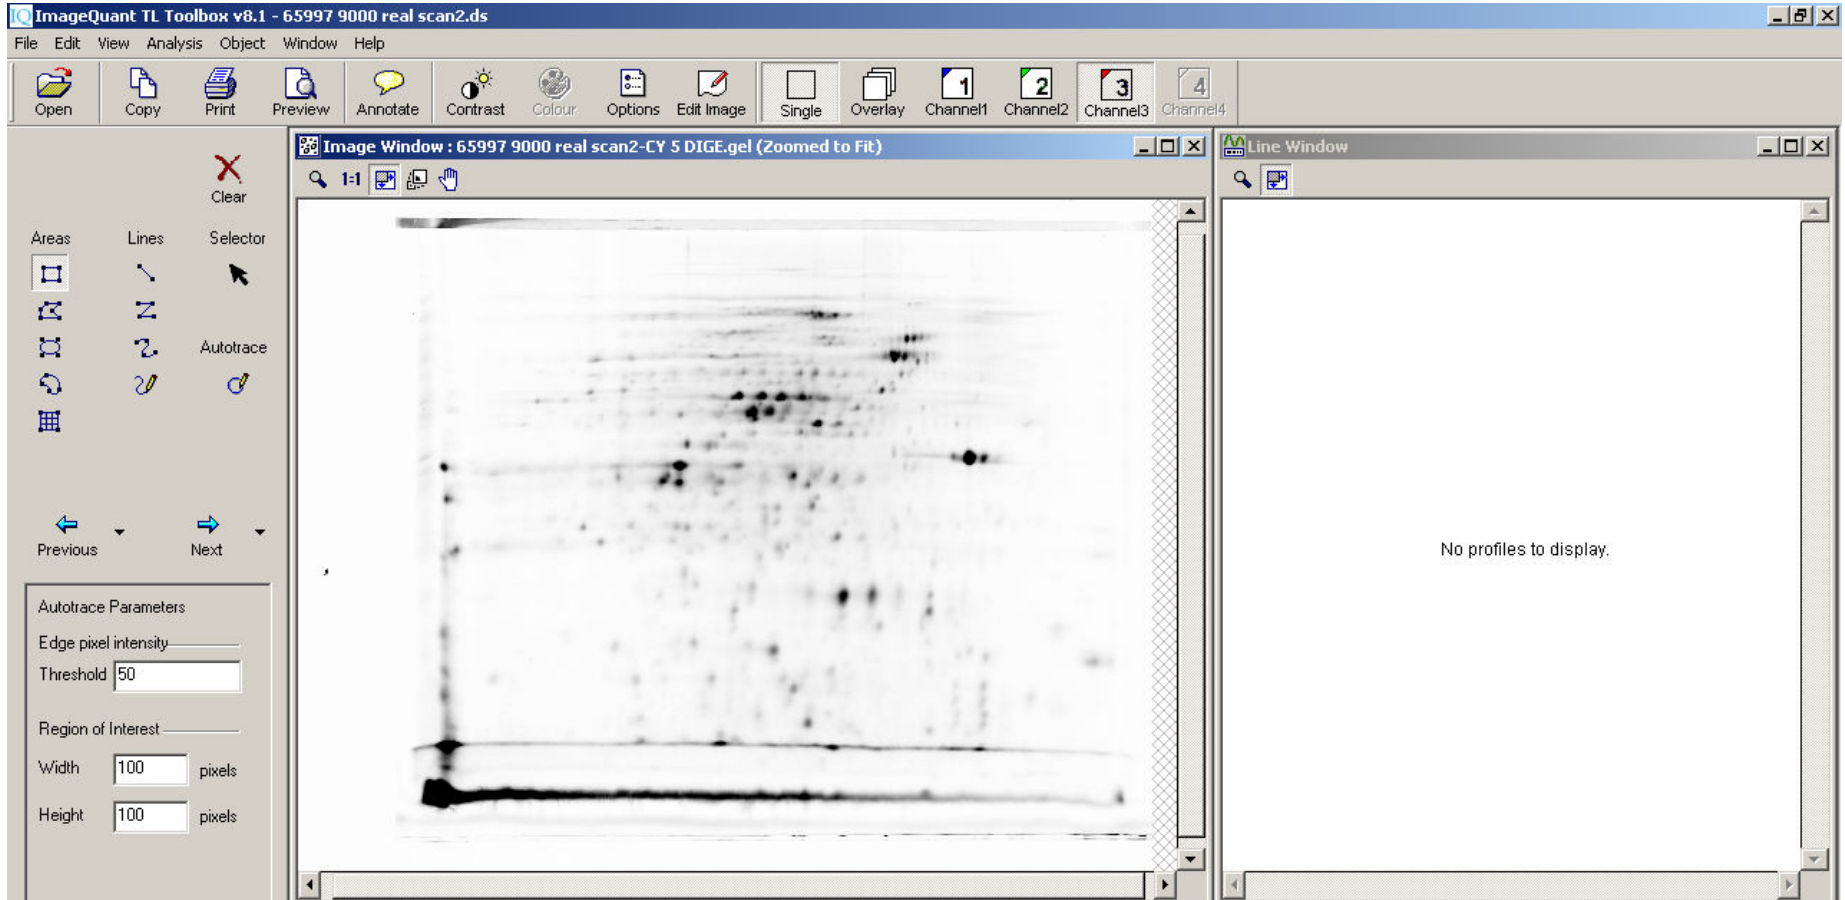 ImageQuant TL Toolbox v8.1 - 65997 9000 real scan2.ds
File Edit View Analysis Object Window Help
Open Copy Print Preview Annotate Contrast Colour Options Edit Image Single Overlay 1 Channel1 2 Channel2 3 Channel3 4 Channel4
Clear
Areas Lines Selector
Autotrace
Previous Next
Autotrace Parameters
Edge pixel intensity
Threshold 50
Region of Interest
Width 100 pixels
Height 100 pixels
Image Window : 65997 9000 real scan2-CY 5 DIGE.gel (Zoomed to Fit)
1:1
Line Window
No profiles to display.